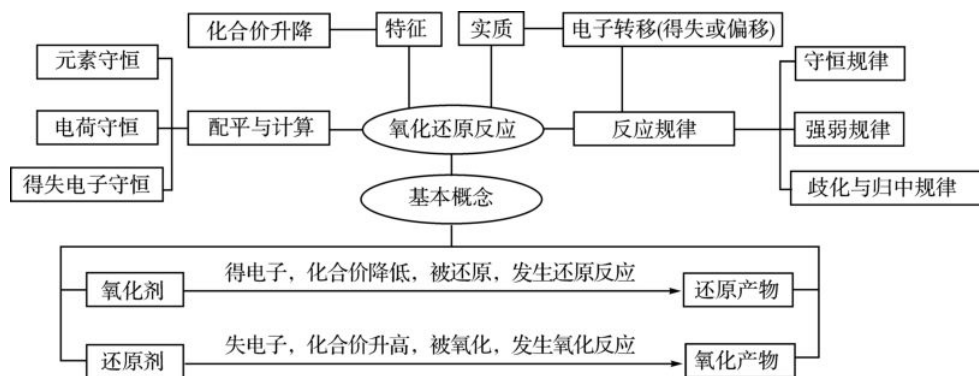 化合价升降
特征
实质
电子转移(得失或偏移)
元素守恒
守恒规律
电荷守恒
配平与计算
氧化还原反应
反应规律
强弱规律
得失电子守恒
基本概念
歧化与归中规律
得电子，化合价降低，被还原，发生还原反应
氧化剂
还原产物
失电子，化合价升高，被氧化，发生氧化反应
还原剂
氧化产物